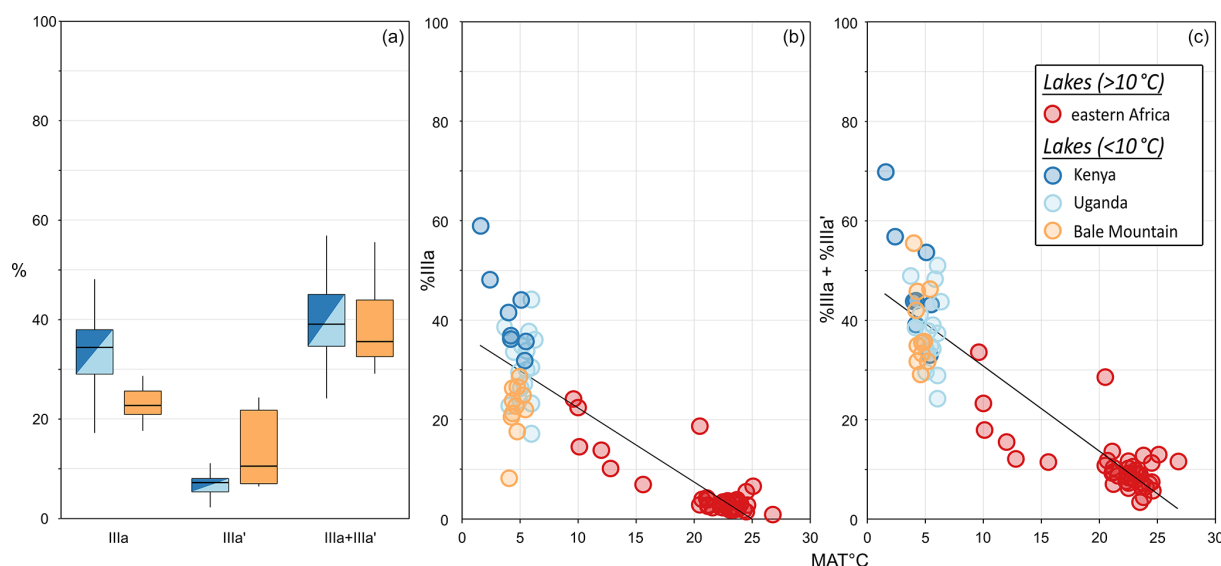 (a)
100
80
60
%
40
20
0
IIIa
IIIa'
IIIa+IIIa'
(b)
100
80
60
%IIIa
40
20
0
0
5
10
15
20
25
30
(c)
100
80
60
%IIIa + %IIIa'
40
20
0
0
5
10
15
20
25
30
MAT°C
Lakes (>10°C)
eastern Africa
Lakes (<10°C)
Kenya
Uganda
Bale Mountain